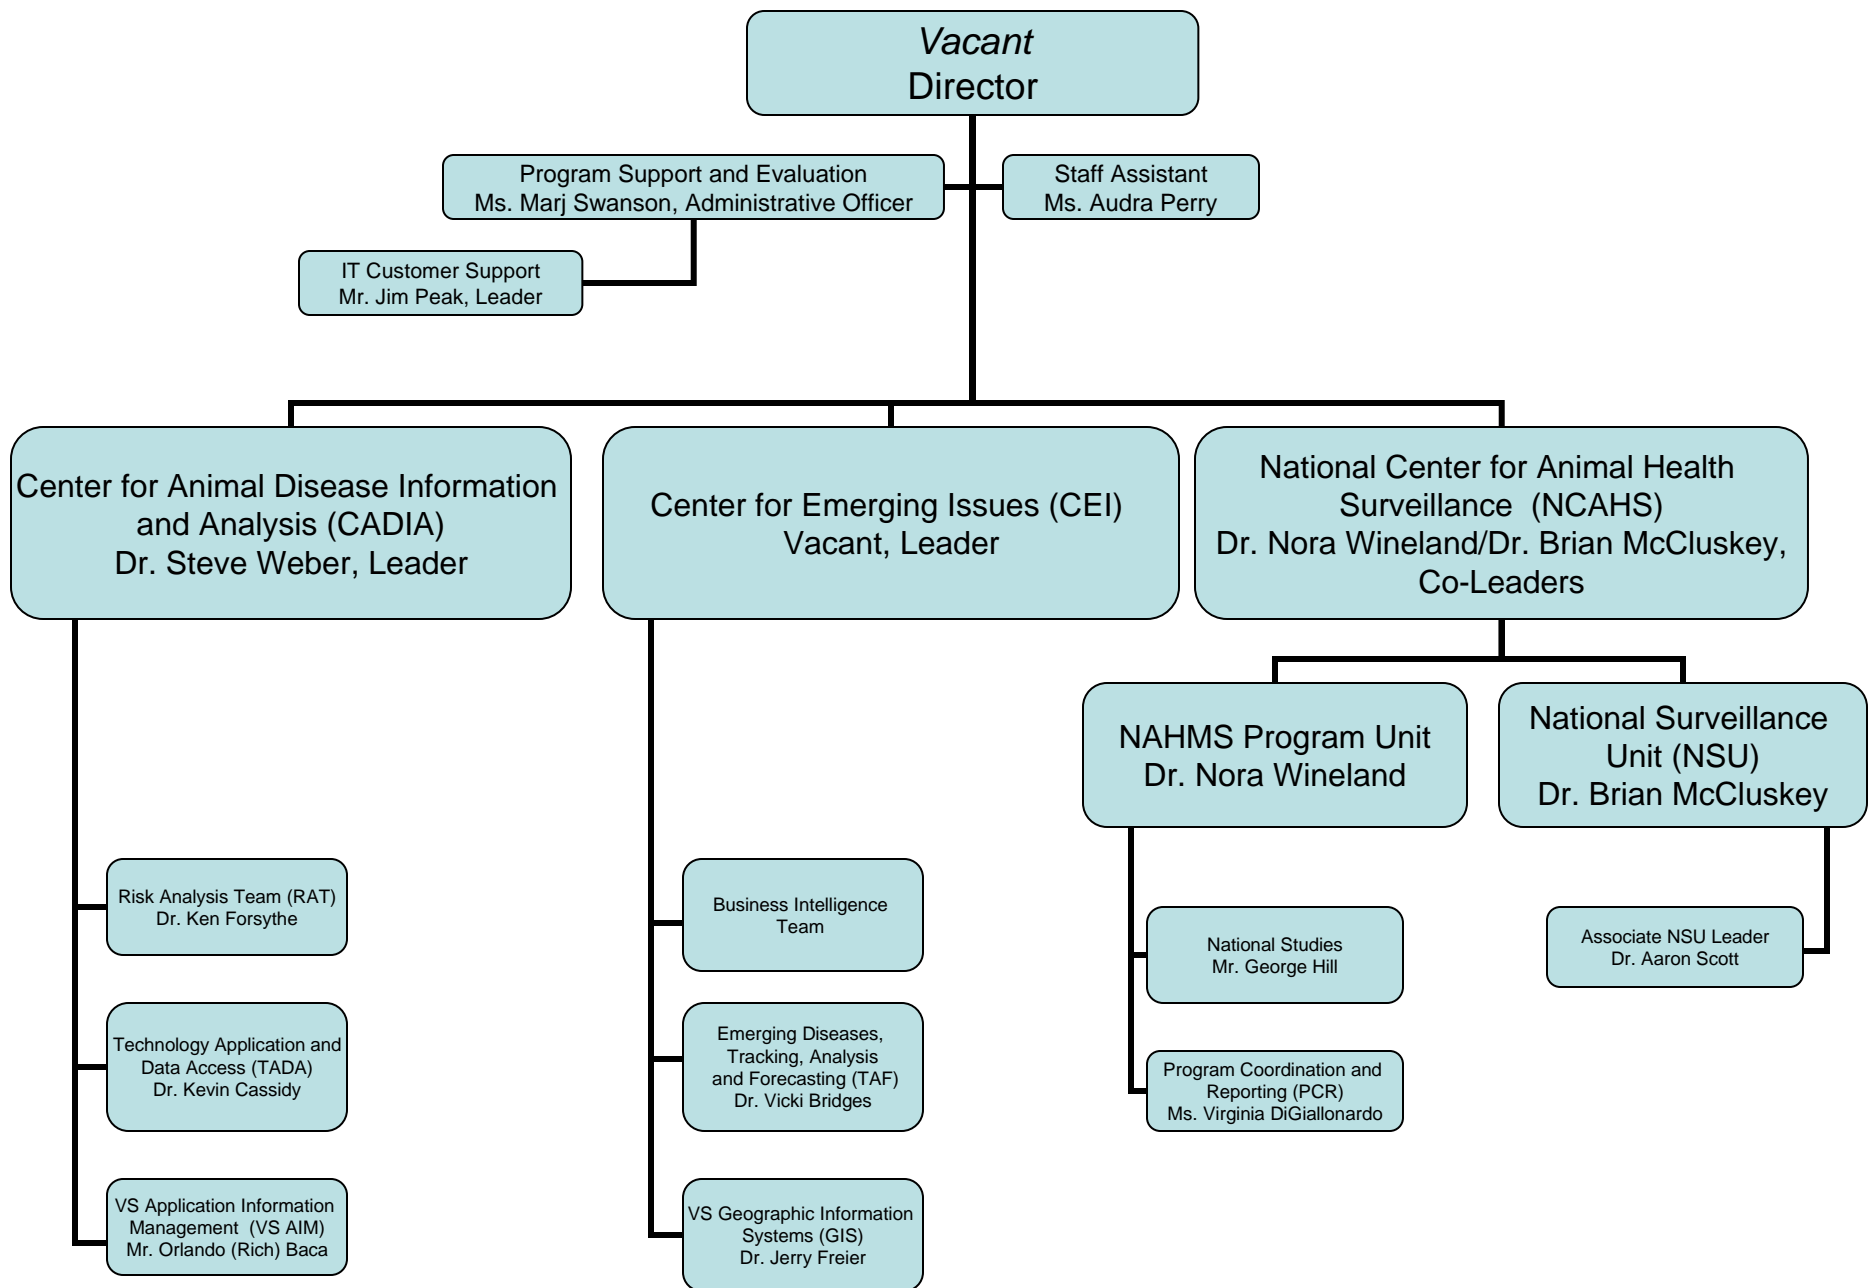 Vacant
Director
Program Support and Evaluation
Ms. Marj Swanson, Administrative Officer
Staff Assistant
Ms. Audra Perry
IT Customer Support
Mr. Jim Peak, Leader
Center for Animal Disease Information
and Analysis (CADIA)
Dr. Steve Weber, Leader
Center for Emerging Issues (CEI)
Vacant, Leader
National Center for Animal Health
Surveillance (NCAHS)
Dr. Nora Wineland/Dr. Brian McCluskey,
Co-Leaders
NAHMS Program Unit
Dr. Nora Wineland
National Surveillance
Unit (NSU)
Dr. Brian McCluskey
Risk Analysis Team (RAT)
Dr. Ken Forsythe
Technology Application and
Data Access (TADA)
Dr. Kevin Cassidy
VS Application Information
Management (VS AIM)
Mr. Orlando (Rich) Baca
Business Intelligence
Team
Emerging Diseases,
Tracking, Analysis
and Forecasting (TAF)
Dr. Vicki Bridges
VS Geographic Information
Systems (GIS)
Dr. Jerry Freier
National Studies
Mr. George Hill
Program Coordination and
Reporting (PCR)
Ms. Virginia DiGiallonardo
Associate NSU Leader
Dr. Aaron Scott